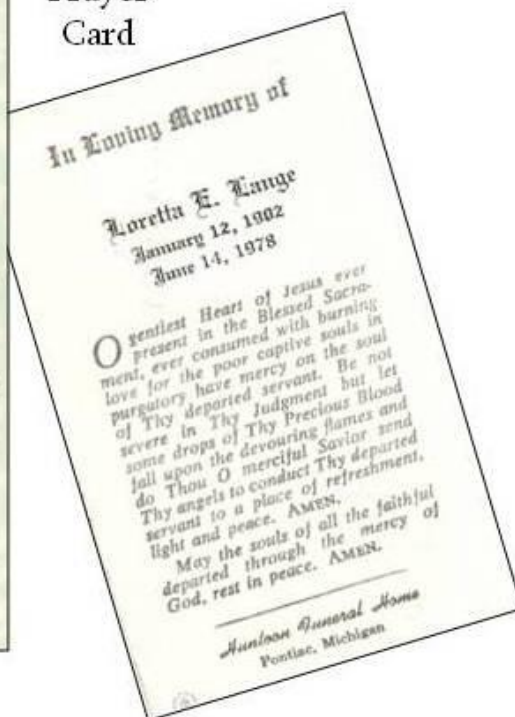 Prayer
Card
In Loving Memory of
Loretta E. Lange
January 12, 1902
June 14, 1978
O gentlest Heart of Jesus ever
present in the Blessed Sacra-
ment, ever consumed with burning
love for the poor captive souls in
purgatory have mercy on the soul
of Thy departed servant. Be not
severe in Thy Judgment but let
some drops of Thy Precious Blood
fall upon the devouring flames and
do Thou O merciful Savior send
Thy angels to conduct Thy departed
servant to a place of refreshment,
light and peace. AMEN.
May the souls of all the faithful
departed through the mercy of
God, rest in peace. AMEN.
Huntoon Funeral Home
Pontiac, Michigan